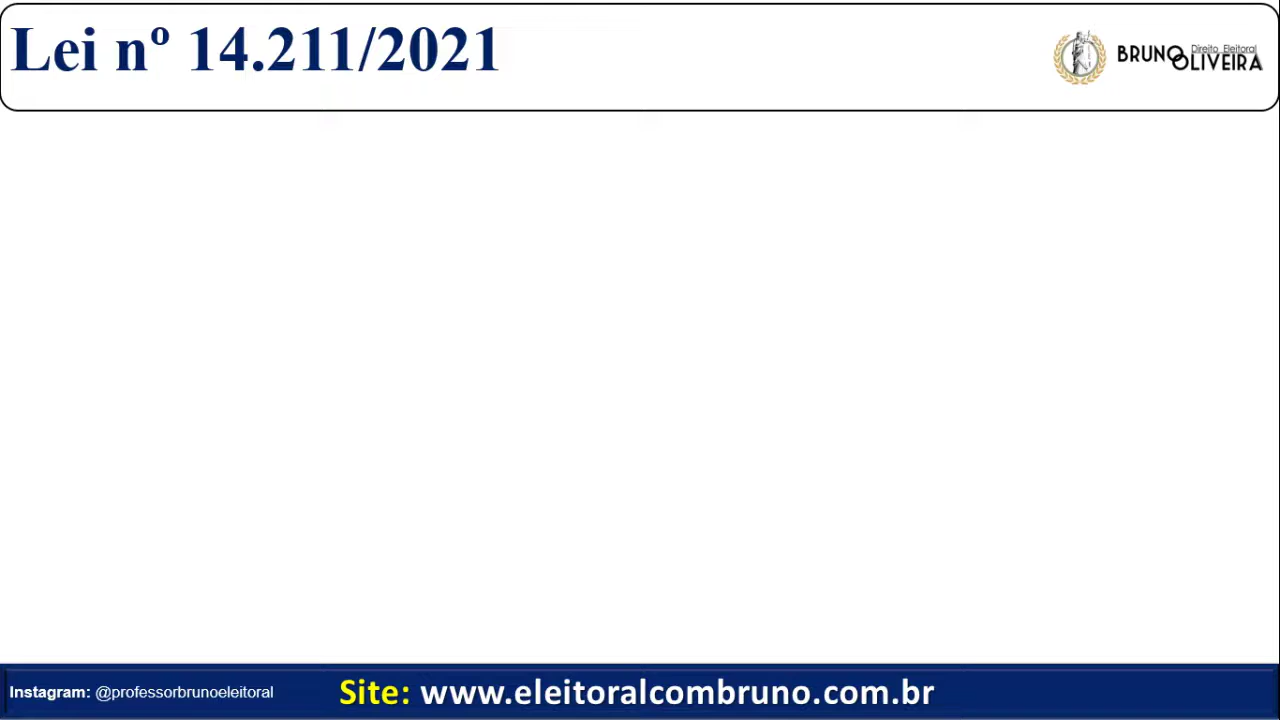 Lei nº 14.211/2021
BRUNO Direito Eleitoral
OLIVEIRA
Instagram: @professorbrunoeleitoral
Site: www.eleitoralcombruno.com.br